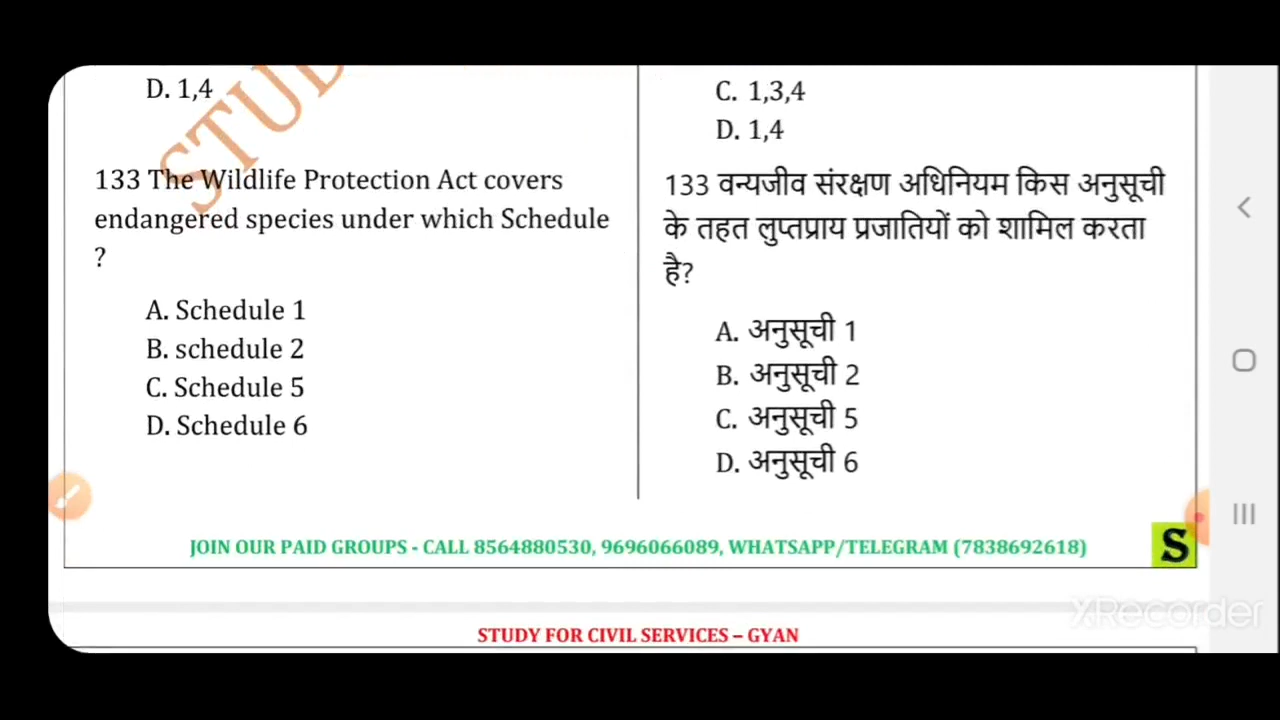 D. 1,4
STUD
133 The Wildlife Protection Act covers
endangered species under which Schedule
?
A. Schedule 1
B. schedule 2
C. Schedule 5
D. Schedule 6
C. 1,3,4
D. 1,4
133 वन्यजीव संरक्षण अधिनियम किस अनुसूची
के तहत लुप्तप्राय प्रजातियों को शामिल करता
है?
A. अनुसूची 1
B. अनुसूची 2
C. अनुसूची 5
D. अनुसूची 6
JOIN OUR PAID GROUPS - CALL 8564880530, 9696066089, WHATSAPP/TELEGRAM (7838692618)
S
XRecorder
STUDY FOR CIVIL SERVICES – GYAN